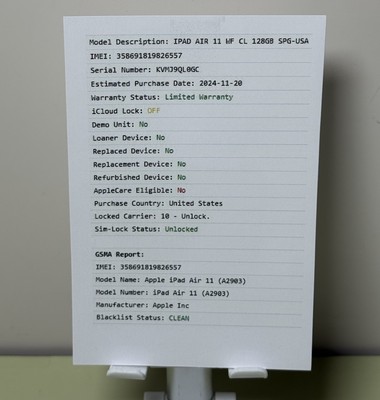 Model Description: IPAD AIR 11 WF CL 128GB SPG-USA
IMEI: 358691819826557
Serial Number: KVMJ9QL0GC
Estimated Purchase Date: 2024-11-20
Warranty Status: Limited Warranty
iCloud Lock: OFF
Demo Unit: No
Loaner Device: No
Replaced Device: No
Replacement Device: No
Refurbished Device: No
AppleCare Eligible: No
Purchase Country: United States
Locked Carrier: 10 - Unlock.
Sim-Lock Status: Unlocked
GSMA Report:
IMEI: 358691819826557
Model Name: Apple iPad Air 11 (A2903)
Model Number: iPad Air 11 (A2903)
Manufacturer: Apple Inc
Blacklist Status: CLEAN